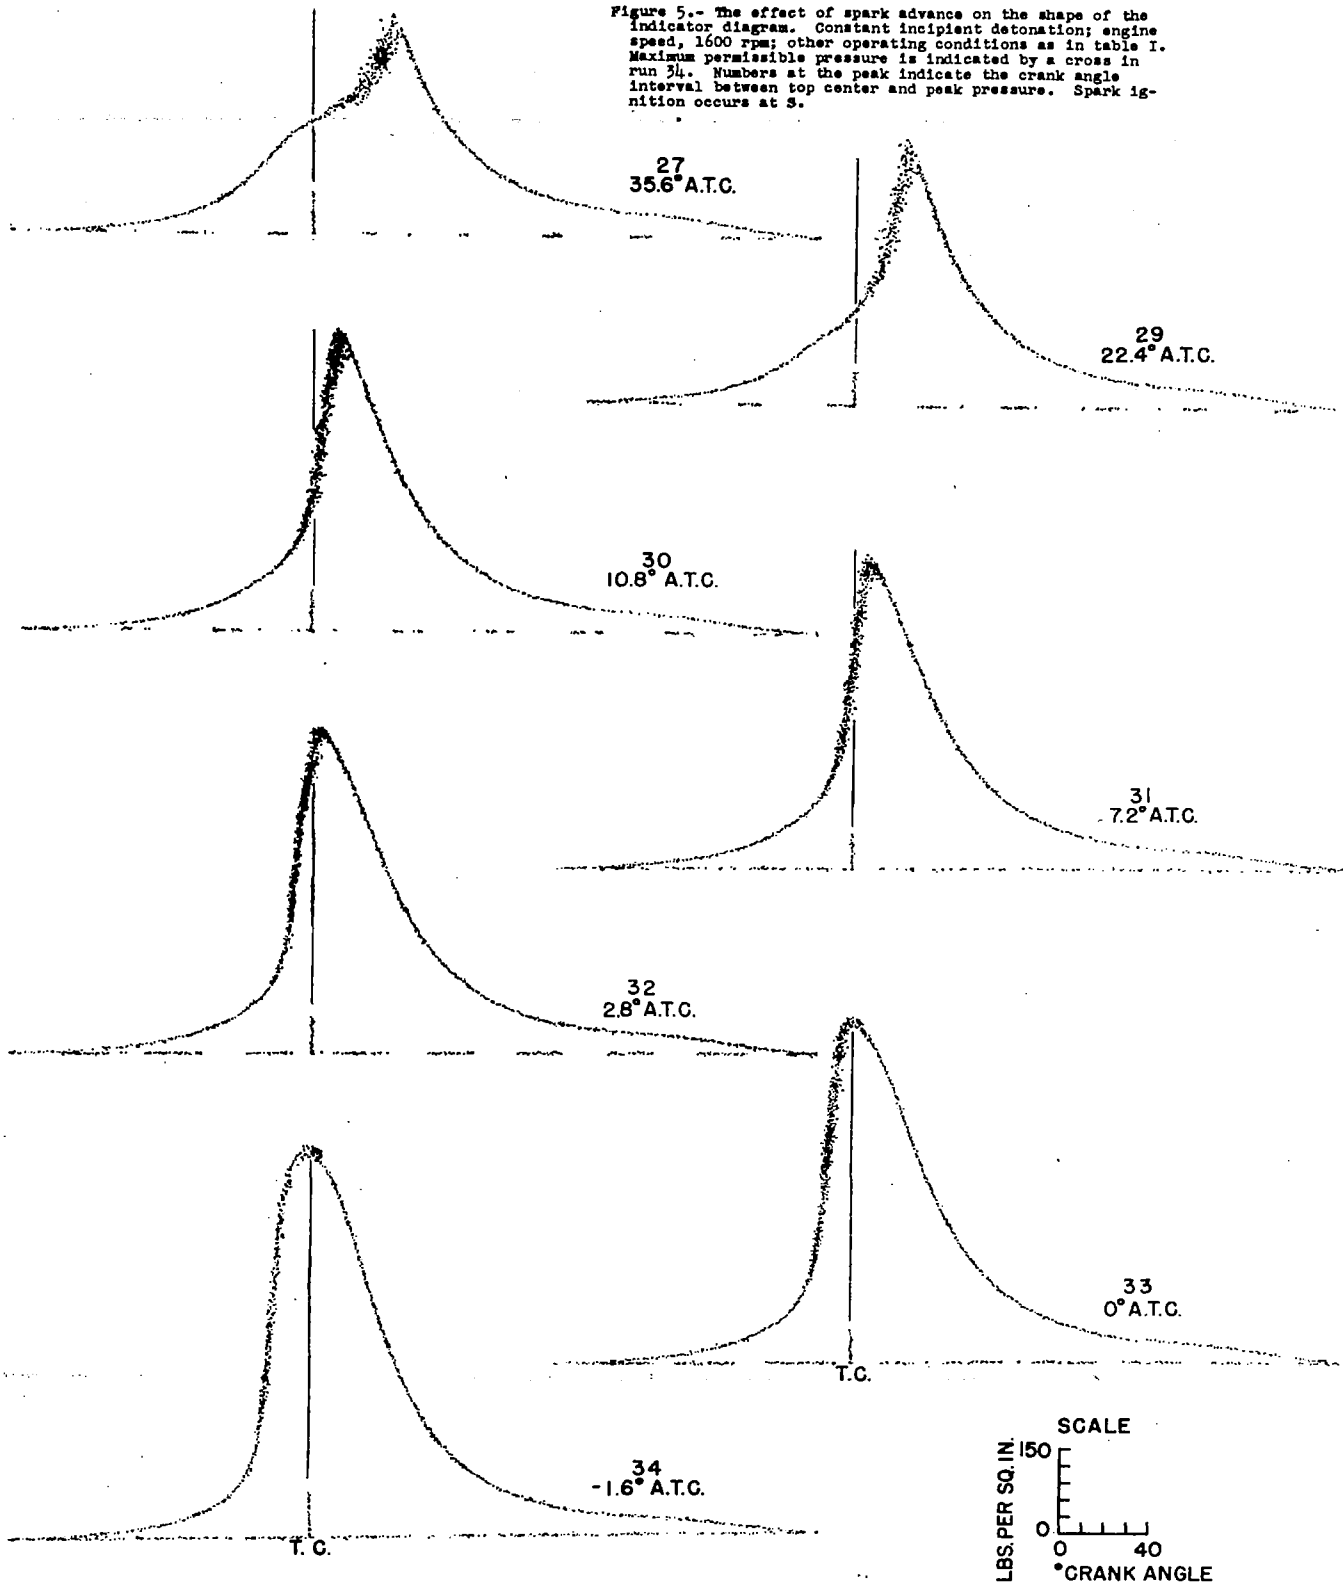 Figure 5.- The effect of spark advance on the shape of the
indicator diagram. Constant incipient detonation; engine
speed, 1600 rpm; other operating conditions as in table I.
Maximum permissible pressure is indicated by a cross in
run 34. Numbers at the peak indicate the crank angle
interval between top center and peak pressure. Spark ig-
nition occurs at S.
27
35.6° A.T.C.
29
22.4° A.T.C.
30
10.8° A.T.C.
31
7.2° A.T.C.
32
2.8° A.T.C.
33
0° A.T.C.
T.C.
34
-1.6° A.T.C.
T.C.
SCALE
LBS. PER SQ. IN.
150
0
0 40
°CRANK ANGLE